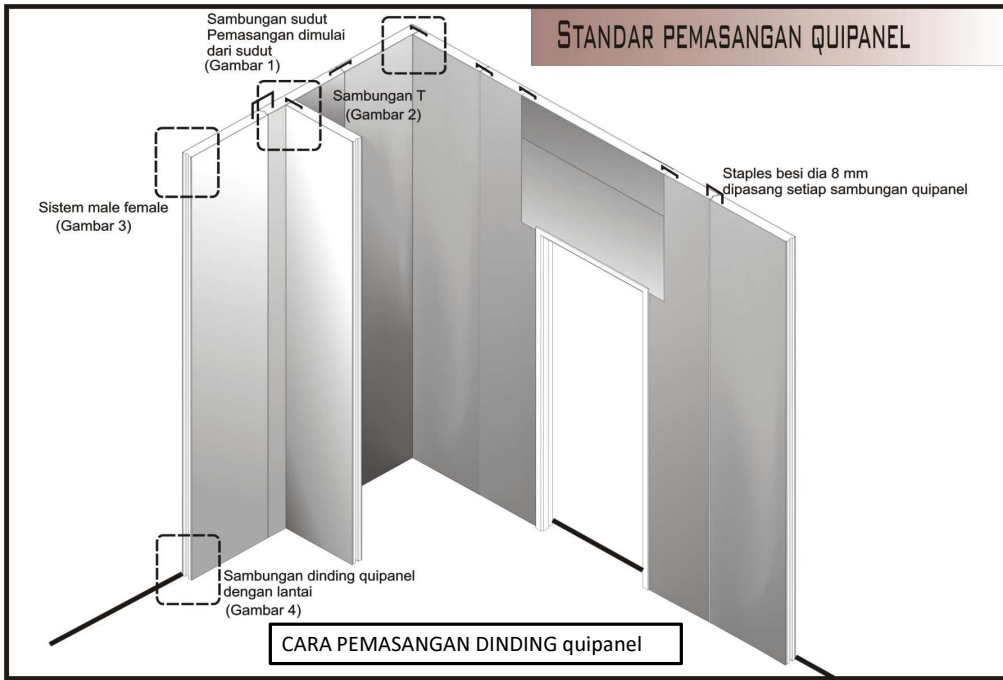 STANDAR PEMASANGAN QUIPANEL
Sambungan sudut
Pemasangan dimulai
dari sudut
(Gambar 1)
Sambungan T
(Gambar 2)
Staples besi dia 8 mm
dipasang setiap sambungan quipanel
Sistem male female
(Gambar 3)
Sambungan dinding quipanel
dengan lantai
(Gambar 4)
CARA PEMASANGAN DINDING quipanel